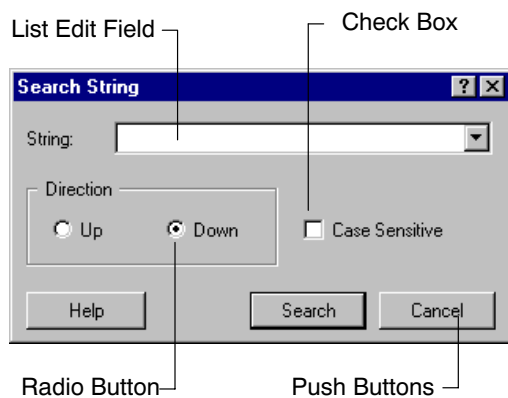 List Edit Field Check Box
Search String
String:
Direction
Up Down Case Sensitive
Help Search Cancel
Radio Button Push Buttons